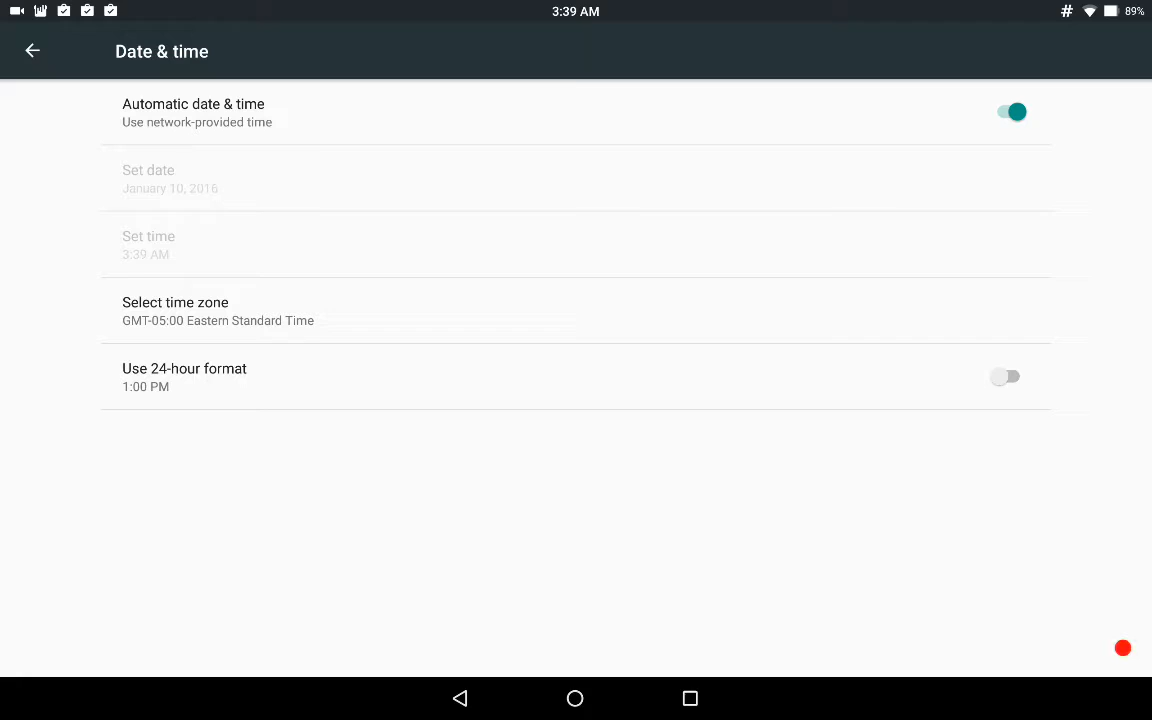 3:39 AM
89%
Date & time
Automatic date & time
Use network-provided time
Set date
January 10, 2016
Set time
3:39 AM
Select time zone
GMT-05:00 Eastern Standard Time
Use 24-hour format
1:00 PM